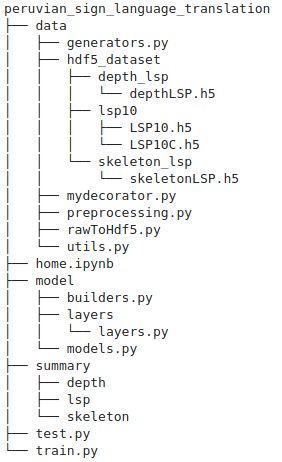 peruvian_sign_language_translation
├── data
│   ├── generators.py
│   ├── hdf5_dataset
│   │   ├── depth_lsp
│   │   │   └── depthLSP.h5
│   │   ├── lsp10
│   │   │   ├── LSP10.h5
│   │   │   └── LSP10C.h5
│   │   └── skeleton_lsp
│   │       └── skeletonLSP.h5
│   ├── mydecorator.py
│   ├── preprocessing.py
│   ├── rawToHdf5.py
│   └── utils.py
├── home.ipynb
├── model
│   ├── builders.py
│   ├── layers
│   │   └── layers.py
│   └── models.py
├── summary
│   ├── depth
│   ├── lsp
│   └── skeleton
├── test.py
└── train.py